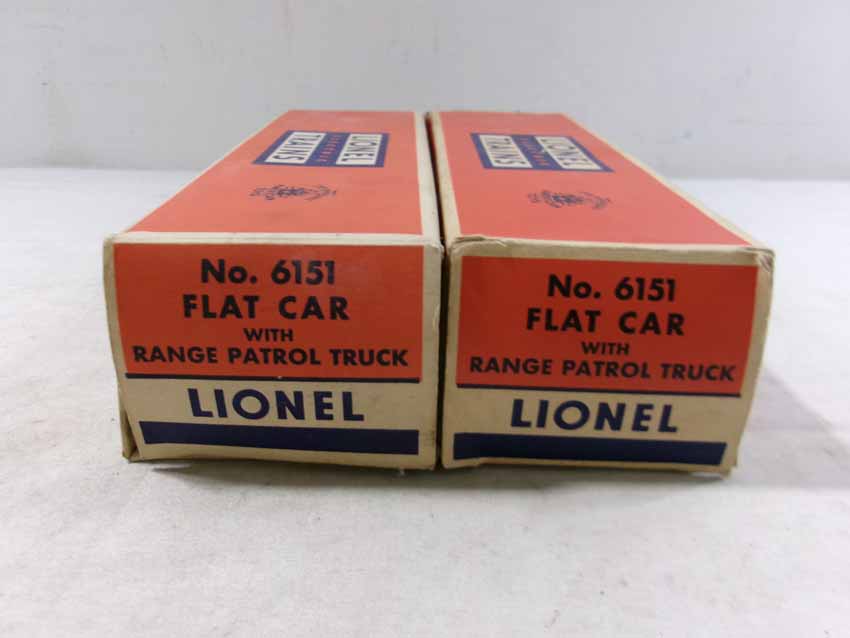 LIONEL
TRAINS
No. 6151
FLAT CAR
WITH
RANGE PATROL TRUCK
LIONEL
LIONEL
TRAINS
No. 6151
FLAT CAR
WITH
RANGE PATROL TRUCK
LIONEL